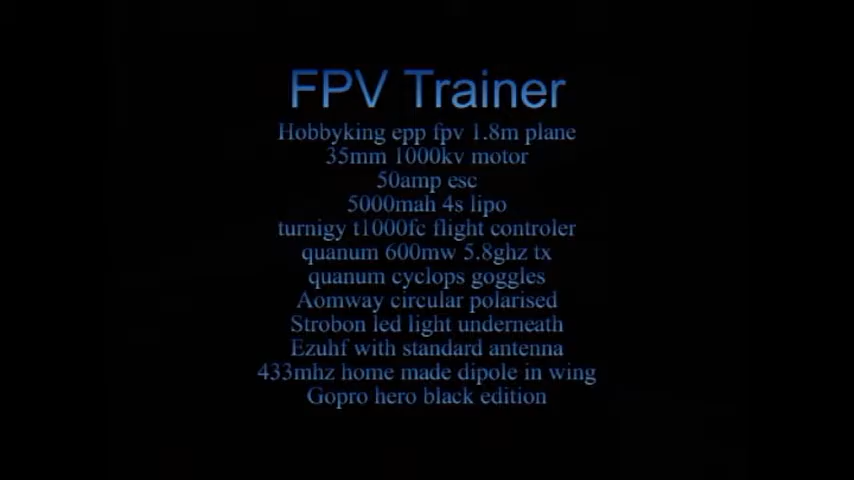 FPV Trainer
Hobbyking epp fpv 1.8m plane
35mm 1000kv motor
50amp esc
5000mah 4s lipo
turnigy t1000fc flight controler
quanum 600mw 5.8ghz tx
quanum cyclops goggles
Aomway circular polarised
Strobon led light underneath
Ezuhf with standard antenna
433mhz home made dipole in wing
Gopro hero black edition